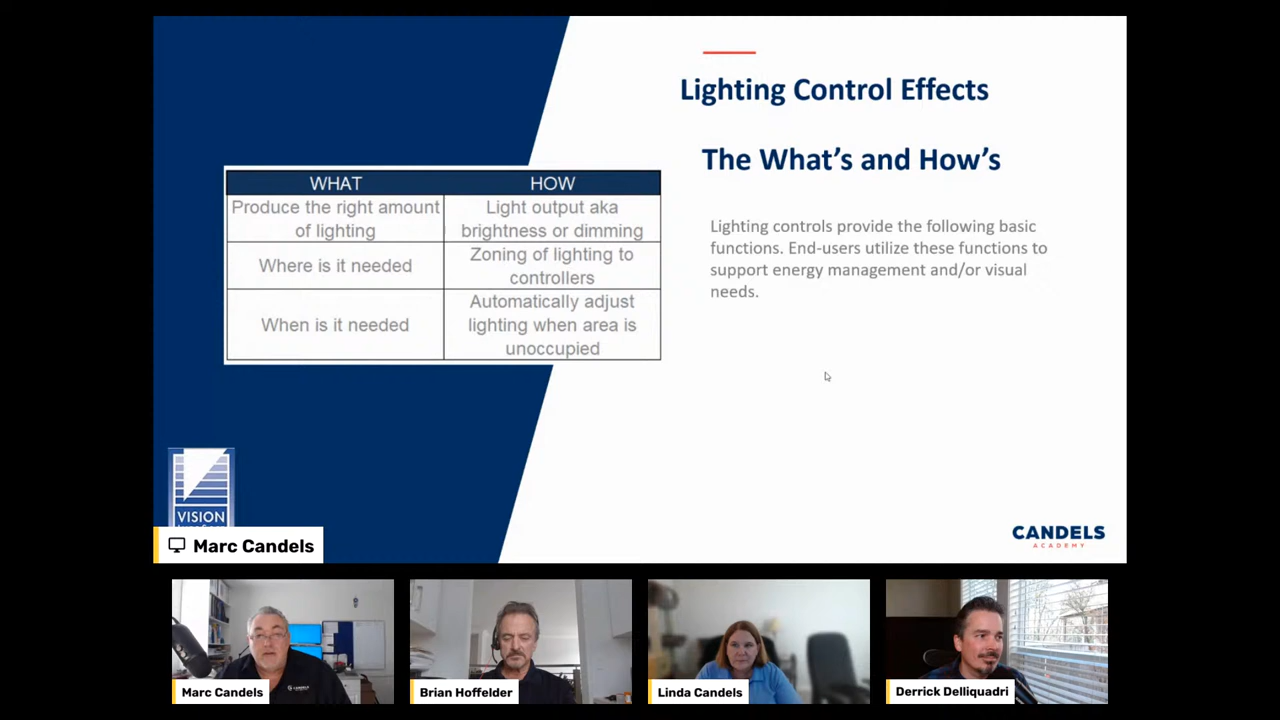 Lighting Control Effects
The What's and How's
WHAT
HOW
Produce the right amount
of lighting
Light output aka
brightness or dimming
Where is it needed
Zoning of lighting to
controllers
When is it needed
Automatically adjust
lighting when area is
unoccupied
Lighting controls provide the following basic
functions. End-users utilize these functions to
support energy management and/or visual
needs.
VISION
CANDELS
ACADEMY
Marc Candels
CANDELS
Marc Candels
Brian Hoffelder
Linda Candels
Derrick Delliquadri